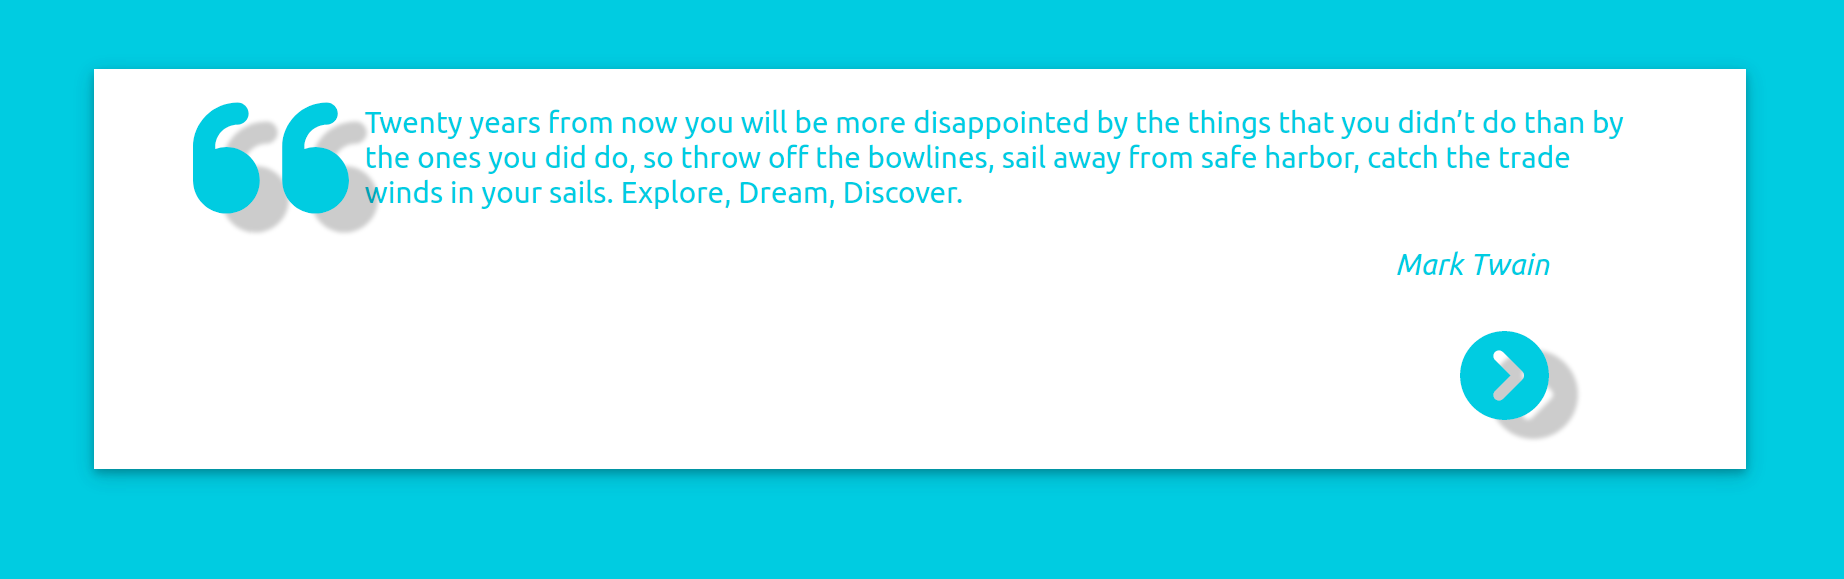 Twenty years from now you will be more disappointed by the things that you didn’t do than by
the ones you did do, so throw off the bowlines, sail away from safe harbor, catch the trade
winds in your sails. Explore, Dream, Discover.
Mark Twain